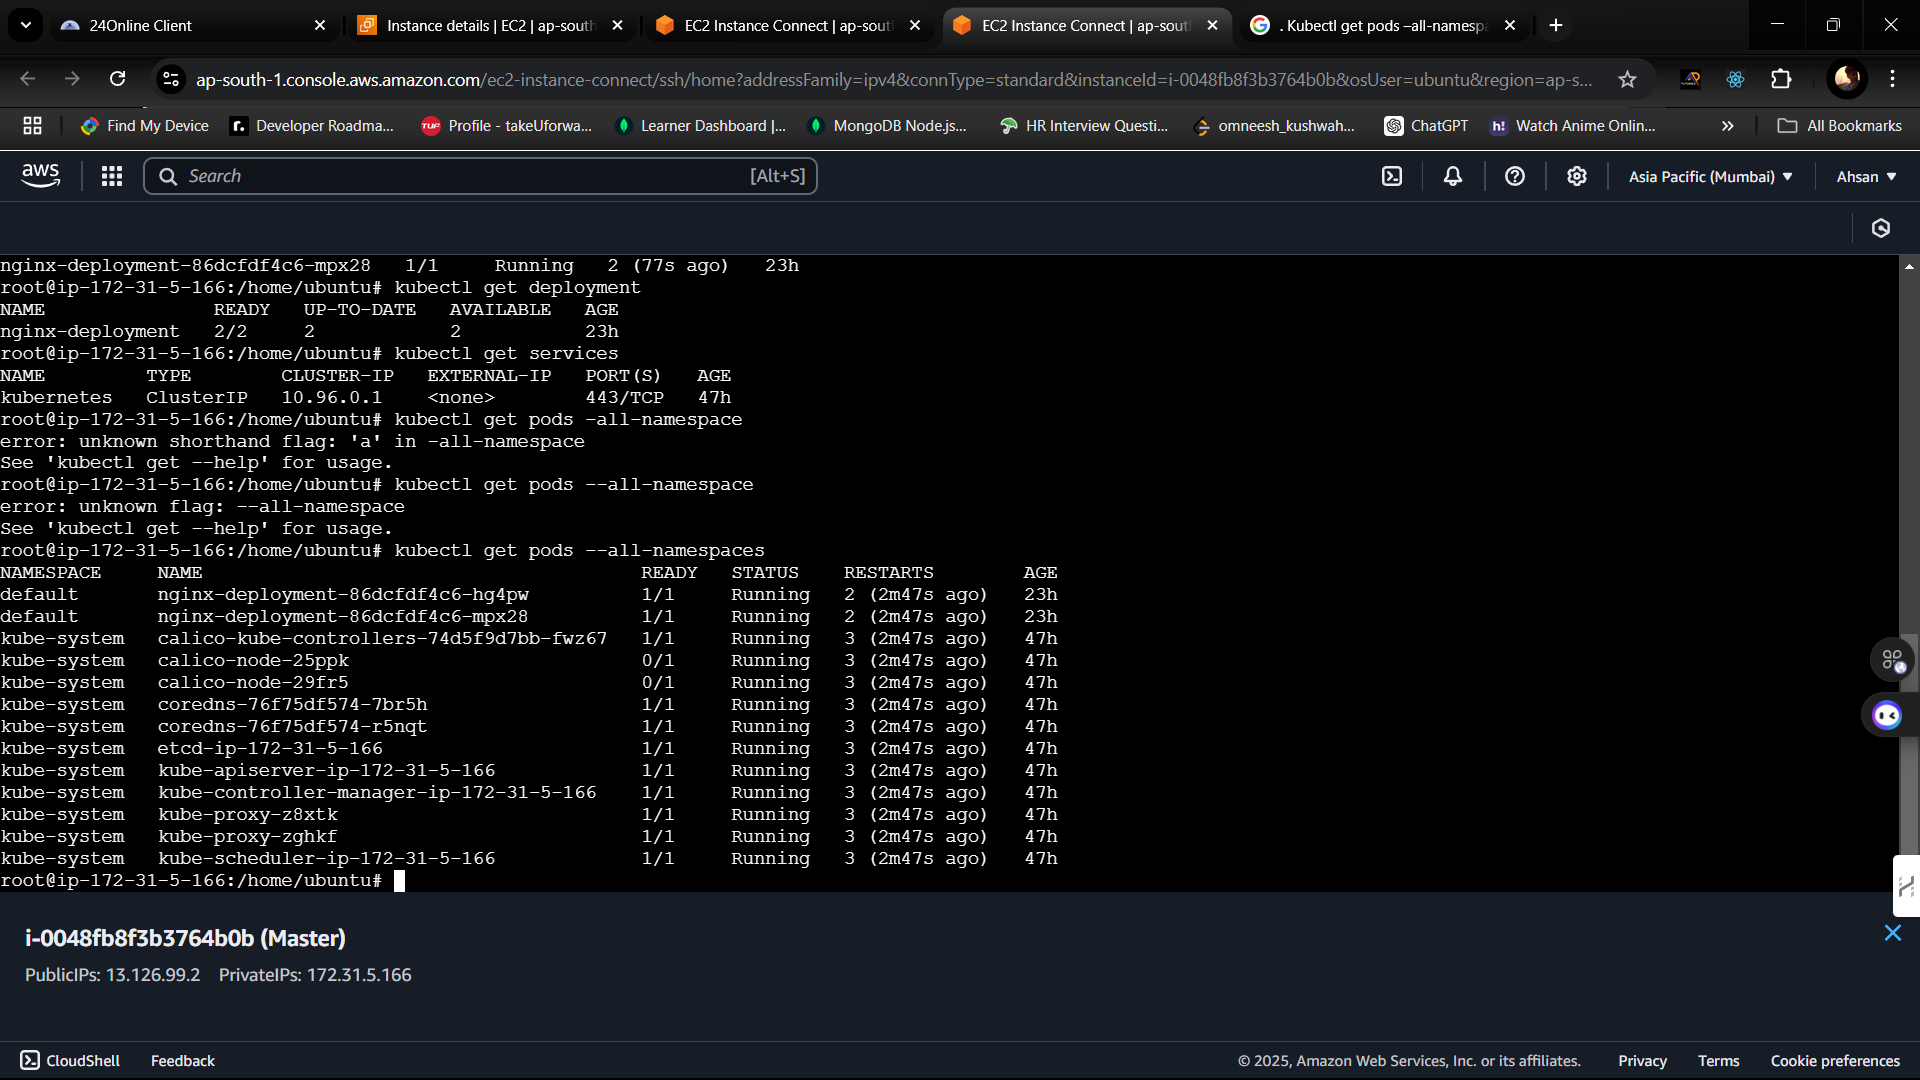 24Online Client
Instance details | EC2 | ap-south
EC2 Instance Connect | ap-sout
EC2 Instance Connect | ap-sout
. Kubectl get pods –all-namespa
ap-south-1.console.aws.amazon.com/ec2-instance-connect/ssh/home?addressFamily=ipv4&connType=standard&instanceId=i-0048fb8f3b3764b0b&osUser=ubuntu&region=ap-s...
Find My Device
Developer Roadma...
Profile - takeUforwa...
Learner Dashboard |...
MongoDB Node.js...
HR Interview Questi...
omneesh_kushwah...
ChatGPT
Watch Anime Onlin...
All Bookmarks
aws
Search
[Alt+S]
Asia Pacific (Mumbai)
Ahsan
nginx-deployment-86dcfdf4c6-mpx28   1/1     Running   2 (77s ago)   23h
root@ip-172-31-5-166:/home/ubuntu# kubectl get deployment
NAME               READY   UP-TO-DATE   AVAILABLE   AGE
nginx-deployment   2/2     2            2           23h
root@ip-172-31-5-166:/home/ubuntu# kubectl get services
NAME         TYPE        CLUSTER-IP   EXTERNAL-IP   PORT(S)   AGE
kubernetes   ClusterIP   10.96.0.1    <none>        443/TCP   47h
root@ip-172-31-5-166:/home/ubuntu# kubectl get pods -all-namespace
error: unknown shorthand flag: 'a' in -all-namespace
See 'kubectl get --help' for usage.
root@ip-172-31-5-166:/home/ubuntu# kubectl get pods --all-namespace
error: unknown flag: --all-namespace
See 'kubectl get --help' for usage.
root@ip-172-31-5-166:/home/ubuntu# kubectl get pods --all-namespaces
NAMESPACE     NAME                                       READY   STATUS    RESTARTS        AGE
default       nginx-deployment-86dcfdf4c6-hg4pw          1/1     Running   2 (2m47s ago)   23h
default       nginx-deployment-86dcfdf4c6-mpx28          1/1     Running   2 (2m47s ago)   23h
kube-system   calico-kube-controllers-74d5f9d7bb-fwz67   1/1     Running   3 (2m47s ago)   47h
kube-system   calico-node-25ppk                          0/1     Running   3 (2m47s ago)   47h
kube-system   calico-node-29fr5                          0/1     Running   3 (2m47s ago)   47h
kube-system   coredns-76f75df574-7br5h                   1/1     Running   3 (2m47s ago)   47h
kube-system   coredns-76f75df574-r5nqt                   1/1     Running   3 (2m47s ago)   47h
kube-system   etcd-ip-172-31-5-166                       1/1     Running   3 (2m47s ago)   47h
kube-system   kube-apiserver-ip-172-31-5-166             1/1     Running   3 (2m47s ago)   47h
kube-system   kube-controller-manager-ip-172-31-5-166    1/1     Running   3 (2m47s ago)   47h
kube-system   kube-proxy-z8xtk                           1/1     Running   3 (2m47s ago)   47h
kube-system   kube-proxy-zghkf                           1/1     Running   3 (2m47s ago)   47h
kube-system   kube-scheduler-ip-172-31-5-166             1/1     Running   3 (2m47s ago)   47h
root@ip-172-31-5-166:/home/ubuntu#
i-0048fb8f3b3764b0b (Master)
PublicIPs: 13.126.99.2 PrivateIPs: 172.31.5.166
CloudShell
Feedback
© 2025, Amazon Web Services, Inc. or its affiliates.
Privacy
Terms
Cookie preferences